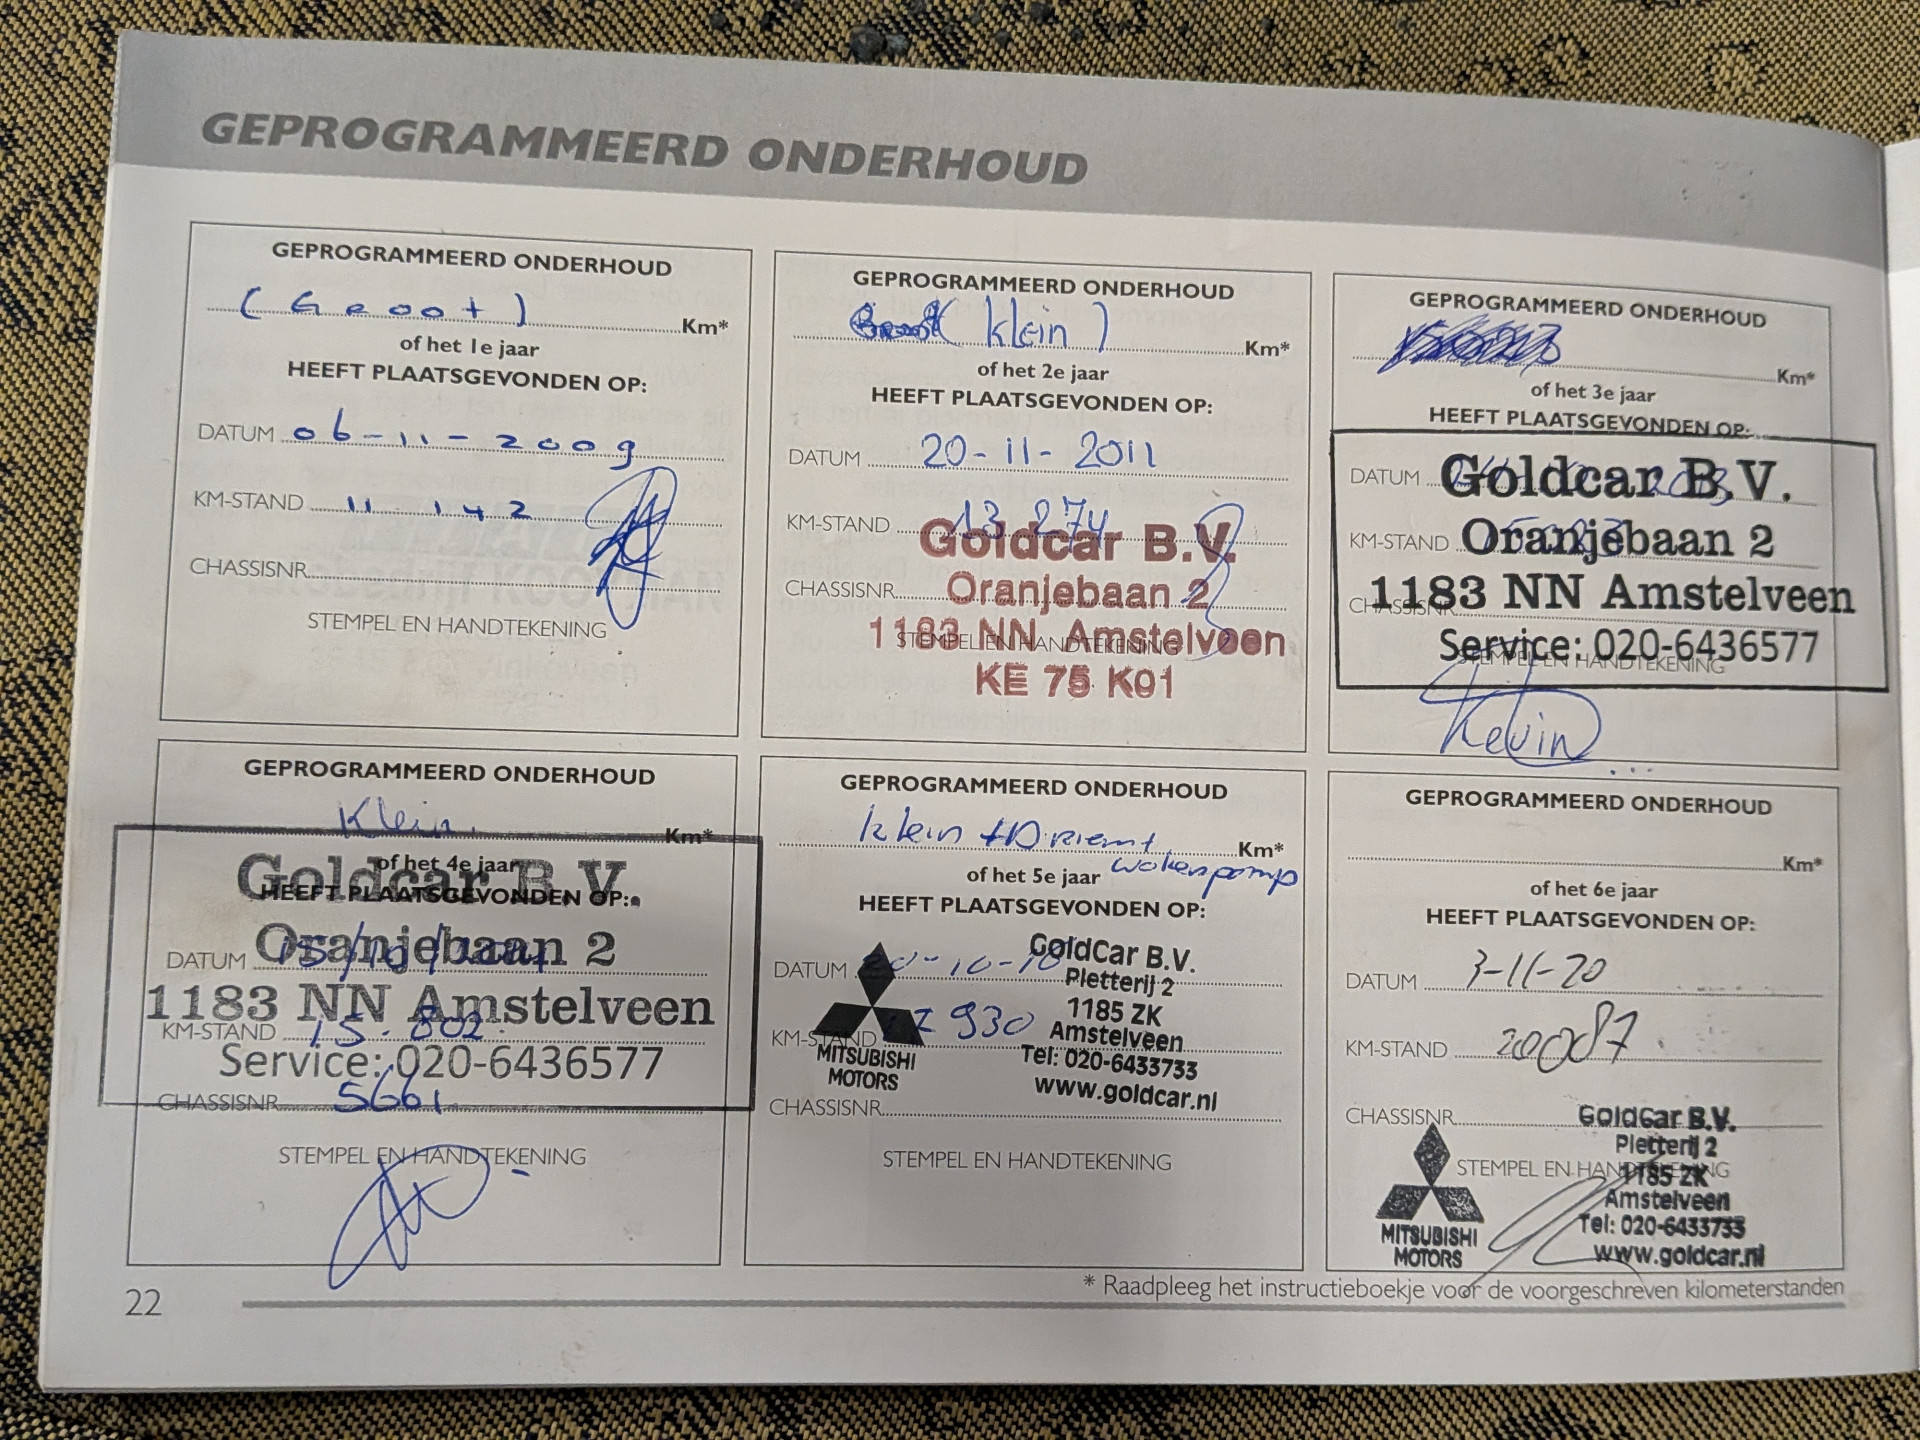 GEPROGRAMMEERD ONDERHOUD
GEPROGRAMMEERD ONDERHOUD
(Groot)
Km*
of het 1e jaar
HEEFT PLAATSGEVONDEN OP:
DATUM 06-11-2009
KM-STAND 11.142
CHASSISNR.
STEMPEL EN HANDTEKENING
GEPROGRAMMEERD ONDERHOUD
(klein)
Km*
of het 2e jaar
HEEFT PLAATSGEVONDEN OP:
DATUM 20-11-2011
KM-STAND 13 274
Goldcar B.V.
CHASSISNR. Oranjebaan 2
1183 NN Amstelveen
STEMPEL EN HANDTEKENING
KE 75 K01
GEPROGRAMMEERD ONDERHOUD
Km*
of het 3e jaar
HEEFT PLAATSGEVONDEN OP:
DATUM
Goldcar B.V.
KM-STAND
Oranjebaan 2
CHASSISNR.
1183 NN Amstelveen
Service: 020-6436577
STEMPEL EN HANDTEKENING
Kelvin
GEPROGRAMMEERD ONDERHOUD
Klein
Km*
of het 4e jaar
Goldcar B.V.
HEEFT PLAATSGEVONDEN OP:
DATUM
Oranjebaan 2
1183 NN Amstelveen
KM-STAND 15.802
Service: 020-6436577
CHASSISNR. 5661
STEMPEL EN HANDTEKENING
GEPROGRAMMEERD ONDERHOUD
klein + Driemt
Km*
of het 5e jaar
HEEFT PLAATSGEVONDEN OP:
DATUM
GoldCar B.V.
Pletterij 2
1185 ZK
KM-STAND
Amstelveen
MITSUBISHI
MOTORS
Tel: 020-6433733
www.goldcar.nl
CHASSISNR.
STEMPEL EN HANDTEKENING
GEPROGRAMMEERD ONDERHOUD
Km*
of het 6e jaar
HEEFT PLAATSGEVONDEN OP:
DATUM 3-11-20
KM-STAND 20087
CHASSISNR.
GoldCar B.V.
Pletterij 2
STEMPEL EN HANDTEKENING
1185 ZK
Amstelveen
MITSUBISHI
MOTORS
Tel: 020-6433733
www.goldcar.nl
* Raadpleeg het instructieboekje voor de voorgeschreven kilometerstanden
22